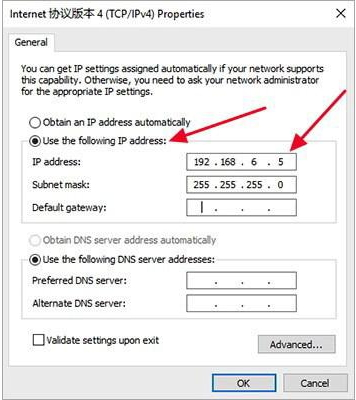 Internet 协议版本 4 (TCP/IPv4) Properties
General
You can get IP settings assigned automatically if your network supports
this capability. Otherwise, you need to ask your network administrator
for the appropriate IP settings.
Obtain an IP address automatically
Use the following IP address:
IP address: 192 . 168 . 6 . 5
Subnet mask: 255 . 255 . 255 . 0
Default gateway: . . .
Obtain DNS server address automatically
Use the following DNS server addresses:
Preferred DNS server: . . .
Alternate DNS server: . . .
Validate settings upon exit
Advanced...
OK Cancel